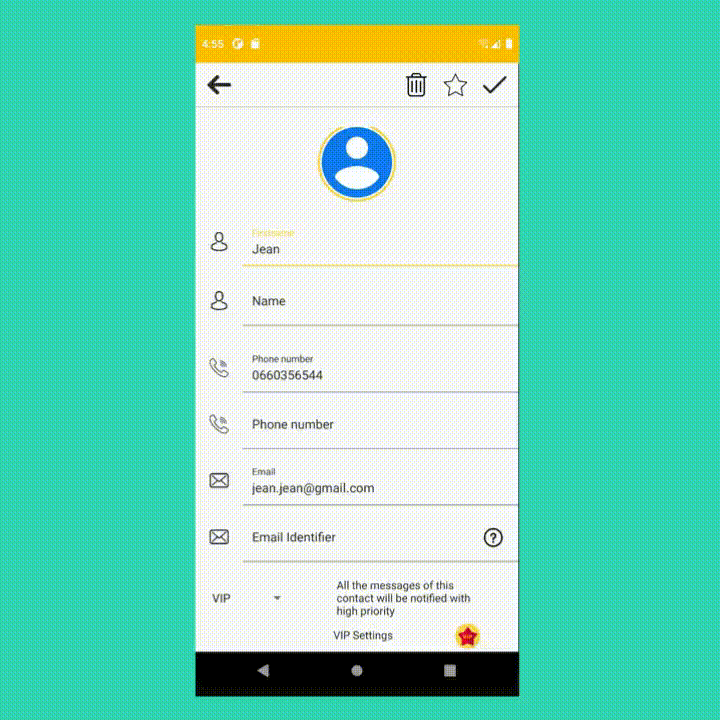 4:55
Firstname
Jean
Name
Phone number
0660356544
Phone number
Email
jean.jean@gmail.com
Email Identifier
?
VIP
All the messages of this
contact will be notified with
high priority
VIP Settings
VIP